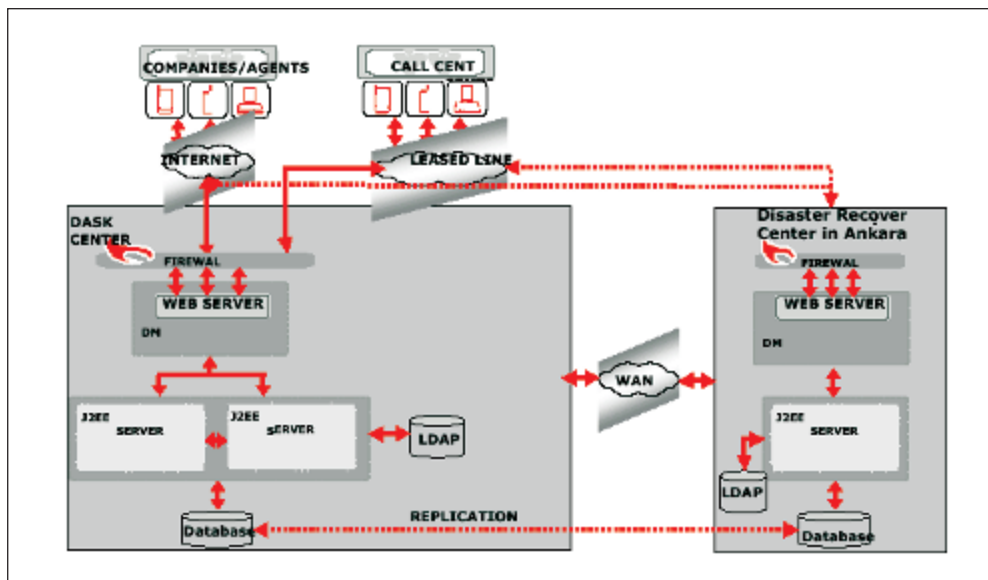 COMPANIES/AGENTS
CALL CENT
INTERNET
LEASED LINE
DASK
CENTER
FIREWAL
WEB SERVER
DM
J2EE
SERVER
J2EE
SERVER
LDAP
Database
REPLICATION
WAN
Disaster Recover
Center in Ankara
FIREWAL
WEB SERVER
DM
J2EE
SERVER
LDAP
Database